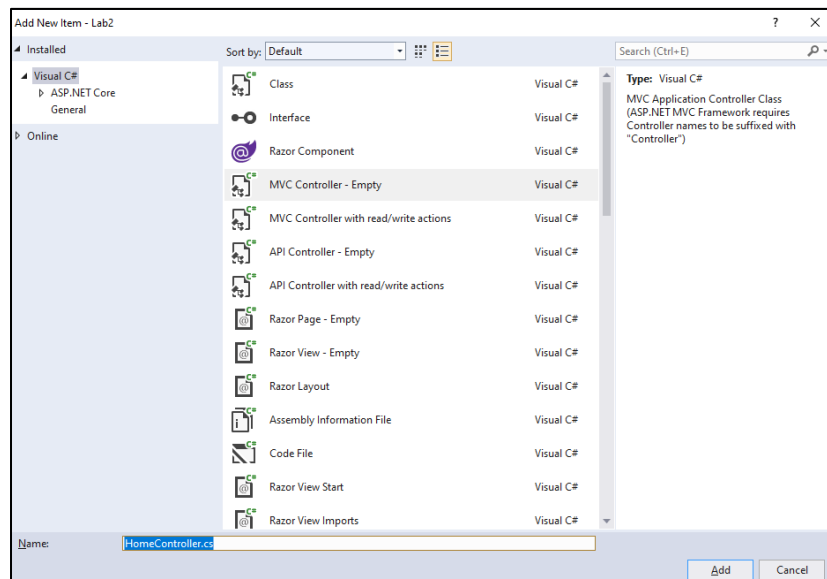 Add New Item - Lab2
? ×
Installed
Sort by: Default
Search (Ctrl+E)
Visual C#
ASP.NET Core
General
Online
Class Visual C#
Interface Visual C#
Razor Component Visual C#
MVC Controller - Empty Visual C#
MVC Controller with read/write actions Visual C#
API Controller - Empty Visual C#
API Controller with read/write actions Visual C#
Razor Page - Empty Visual C#
Razor View - Empty Visual C#
Razor Layout Visual C#
Assembly Information File Visual C#
Code File Visual C#
Razor View Start Visual C#
Razor View Imports Visual C#
Type: Visual C#
MVC Application Controller Class
(ASP.NET MVC Framework requires
Controller names to be suffixed with
"Controller")
Name: HomeController.cs
Add Cancel